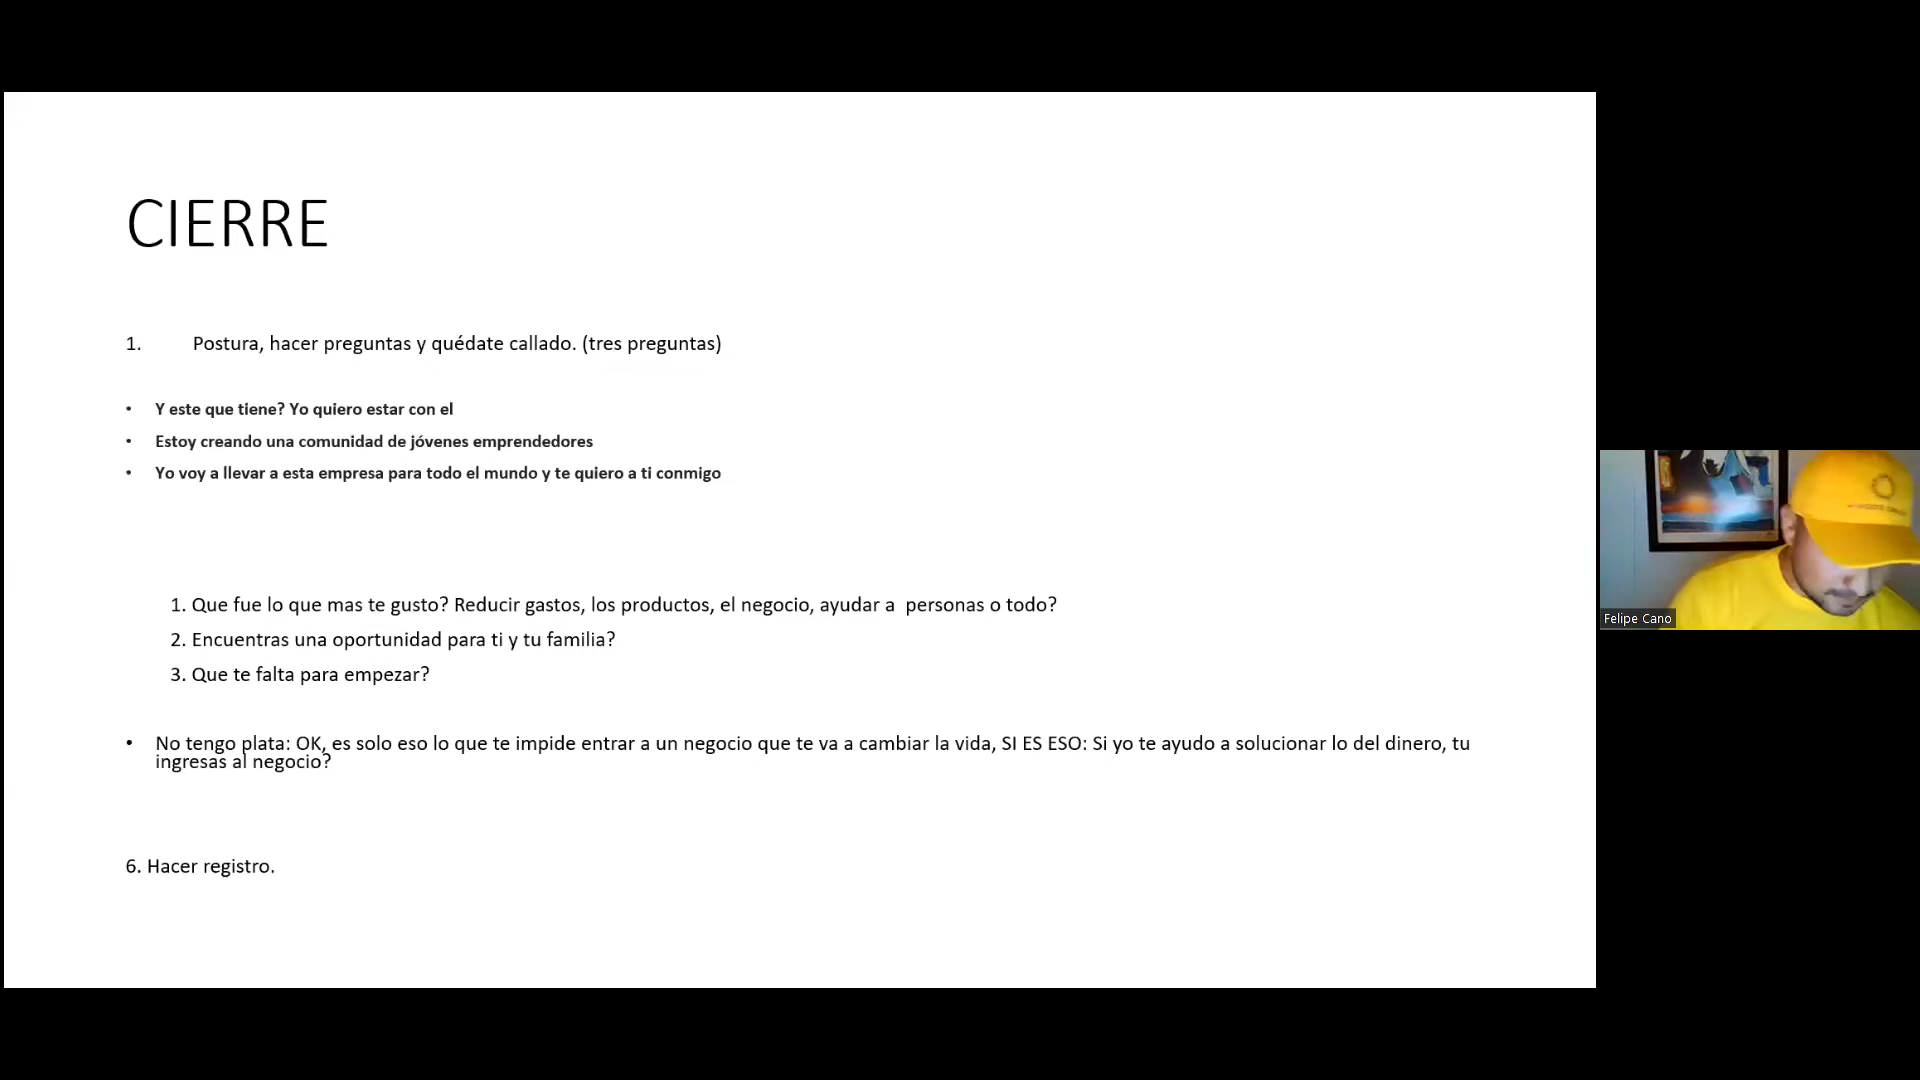 CIERRE
1. Postura, hacer preguntas y quédate callado. (tres preguntas)
• Y este que tiene? Yo quiero estar con el
• Estoy creando una comunidad de jóvenes emprendedores
• Yo voy a llevar a esta empresa para todo el mundo y te quiero a ti conmigo
1. Que fue lo que mas te gusto? Reducir gastos, los productos, el negocio, ayudar a  personas o todo?
2. Encuentras una oportunidad para ti y tu familia?
3. Que te falta para empezar?
• No tengo plata: OK, es solo eso lo que te impide entrar a un negocio que te va a cambiar la vida, SI ES ESO: Si yo te ayudo a solucionar lo del dinero, tu
ingresas al negocio?
6. Hacer registro.
Felipe Cano